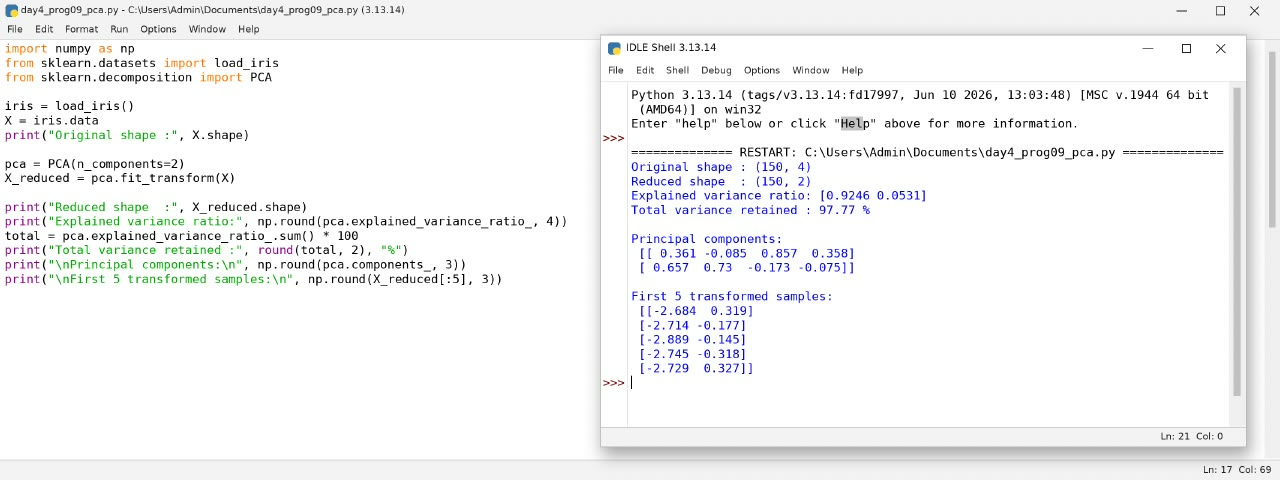 day4_prog09_pca.py - C:\Users\Admin\Documents\day4_prog09_pca.py (3.13.14)
File Edit Format Run Options Window Help
import numpy as np
from sklearn.datasets import load_iris
from sklearn.decomposition import PCA
iris = load_iris()
X = iris.data
print("Original shape :", X.shape)
pca = PCA(n_components=2)
X_reduced = pca.fit_transform(X)
print("Reduced shape  :", X_reduced.shape)
print("Explained variance ratio:", np.round(pca.explained_variance_ratio_, 4))
total = pca.explained_variance_ratio_.sum() * 100
print("Total variance retained :", round(total, 2), "%")
print("\nPrincipal components:\n", np.round(pca.components_, 3))
print("\nFirst 5 transformed samples:\n", np.round(X_reduced[:5], 3))
IDLE Shell 3.13.14
File Edit Shell Debug Options Window Help
Python 3.13.14 (tags/v3.13.14:fd17997, Jun 10 2026, 13:03:48) [MSC v.1944 64 bit
 (AMD64)] on win32
Enter "help" below or click "Help" above for more information.
>>>
============== RESTART: C:\Users\Admin\Documents\day4_prog09_pca.py ==============
Original shape : (150, 4)
Reduced shape  : (150, 2)
Explained variance ratio: [0.9246 0.0531]
Total variance retained : 97.77 %
Principal components:
 [[ 0.361 -0.085  0.857  0.358]
 [ 0.657  0.73  -0.173 -0.075]]
First 5 transformed samples:
 [[-2.684  0.319]
 [-2.714 -0.177]
 [-2.889 -0.145]
 [-2.745 -0.318]
 [-2.729  0.327]]
>>>
Ln: 21 Col: 0
Ln: 17 Col: 69